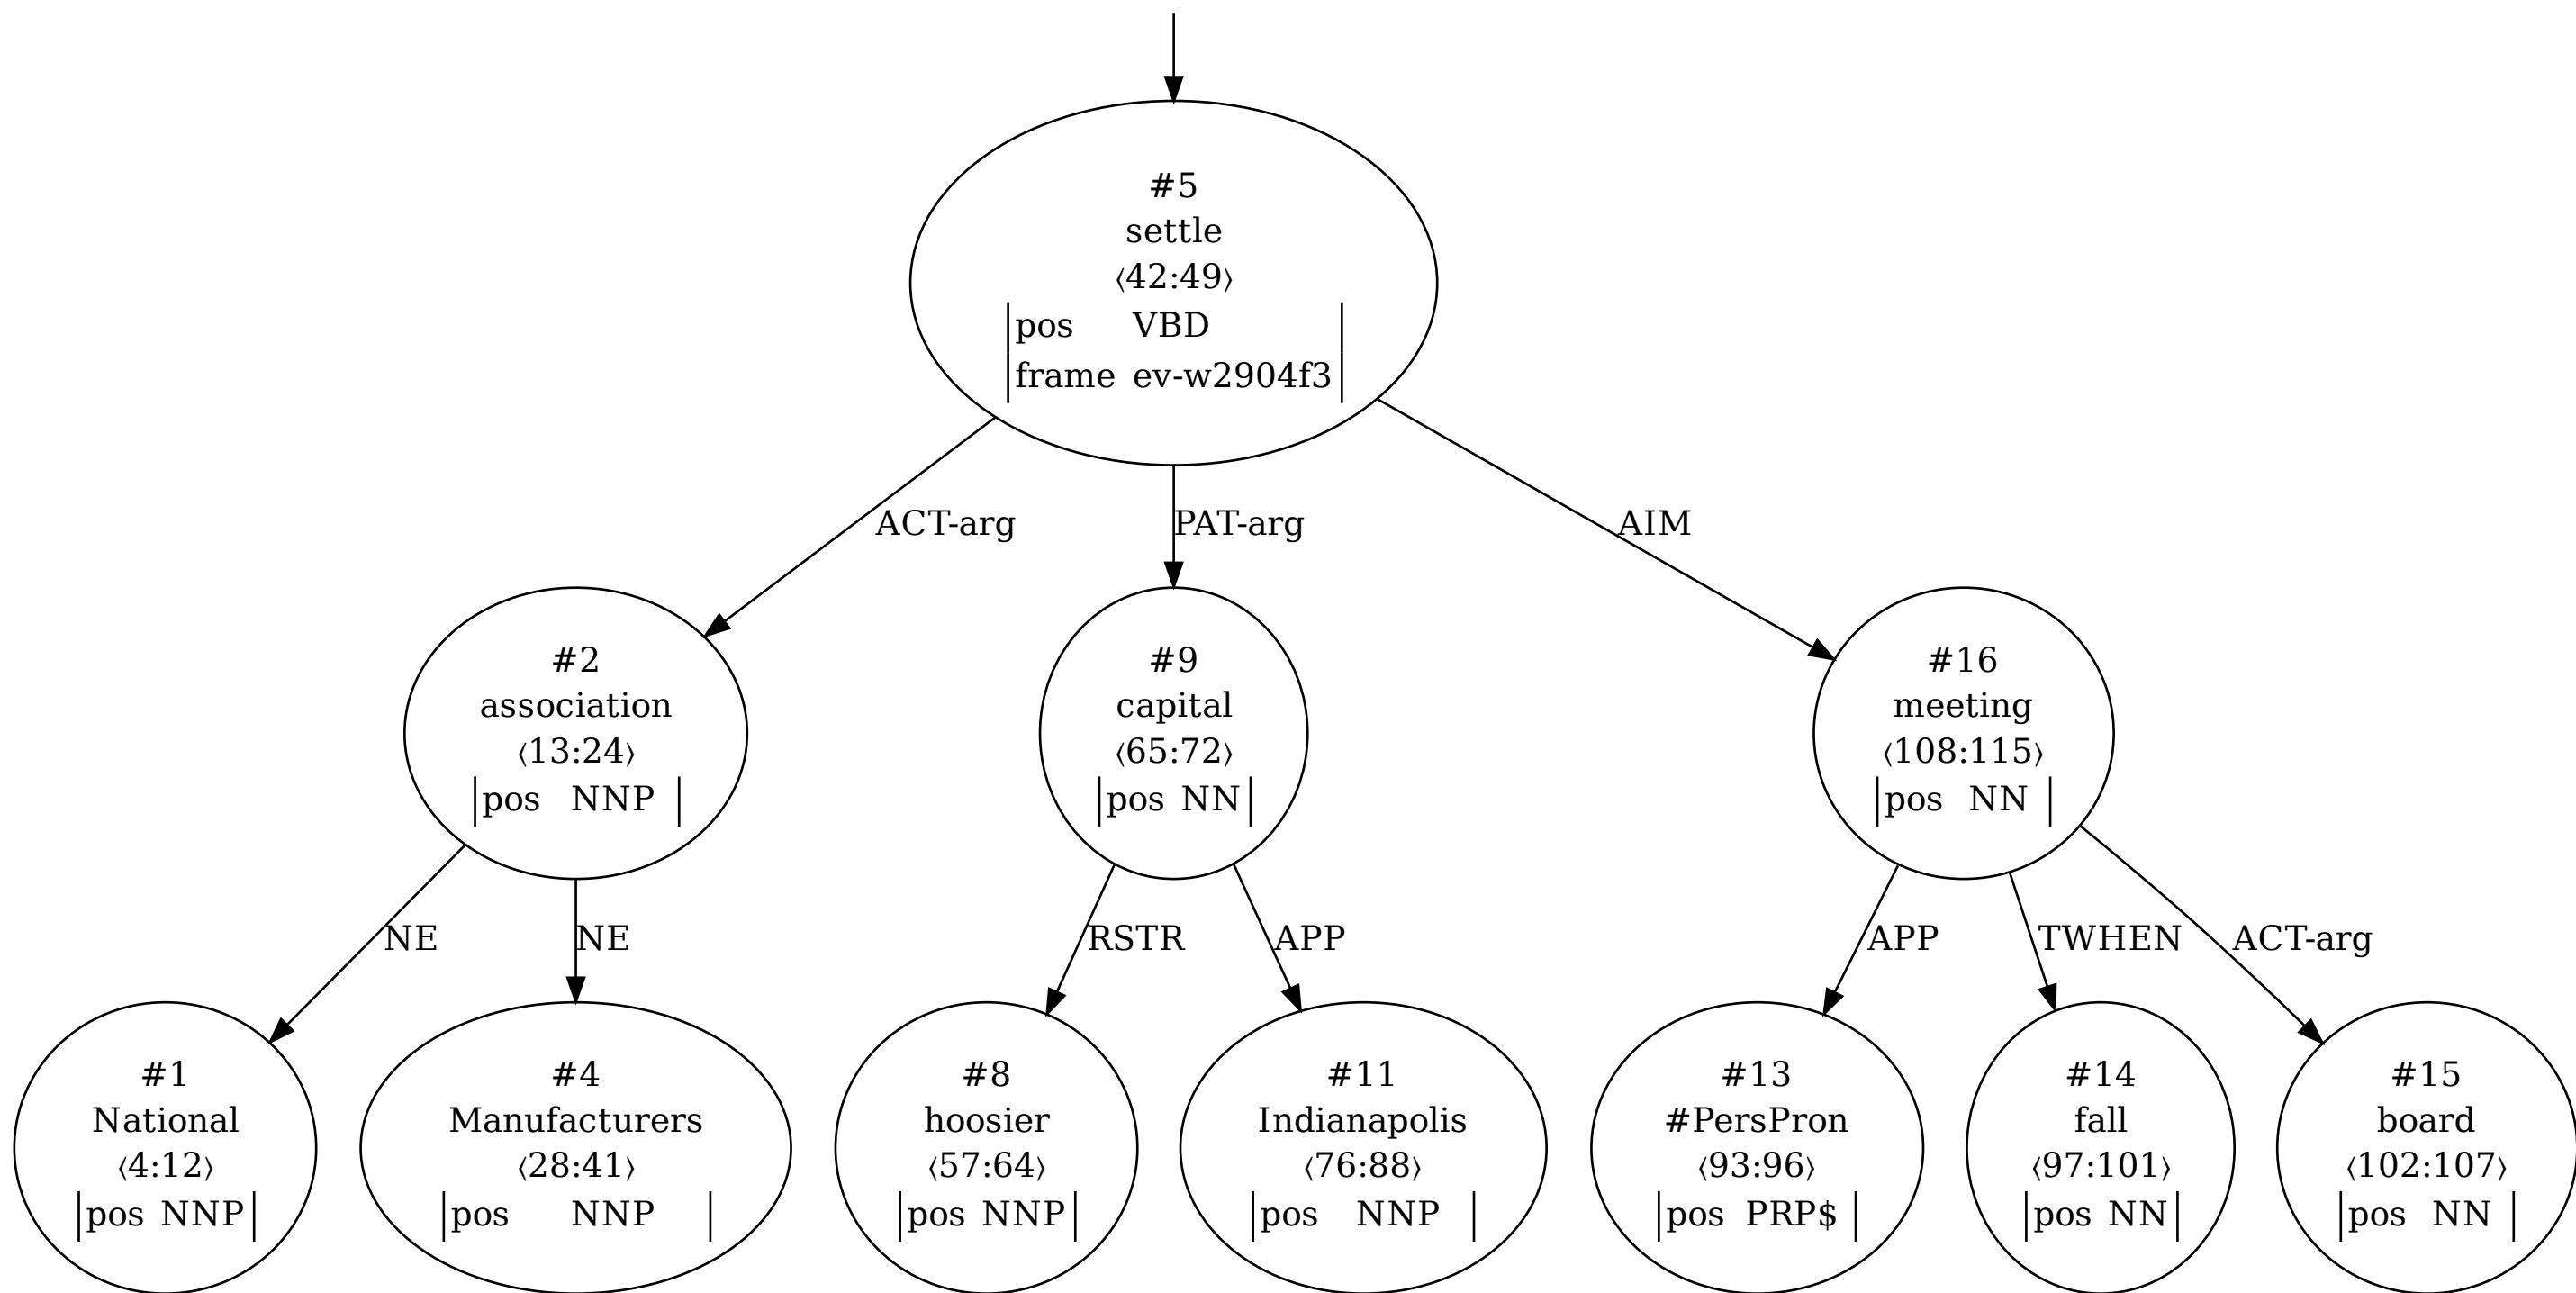 #5
settle
⟨42:49⟩
pos VBD
frame ev-w2904f3
ACT-arg
PAT-arg
AIM
#2
association
⟨13:24⟩
pos NNP
#9
capital
⟨65:72⟩
pos NN
#16
meeting
⟨108:115⟩
pos NN
NE
NE
RSTR
APP
APP
TWHEN
ACT-arg
#1
National
⟨4:12⟩
pos NNP
#4
Manufacturers
⟨28:41⟩
pos NNP
#8
hoosier
⟨57:64⟩
pos NNP
#11
Indianapolis
⟨76:88⟩
pos NNP
#13
#PersPron
⟨93:96⟩
pos PRP$
#14
fall
⟨97:101⟩
pos NN
#15
board
⟨102:107⟩
pos NN